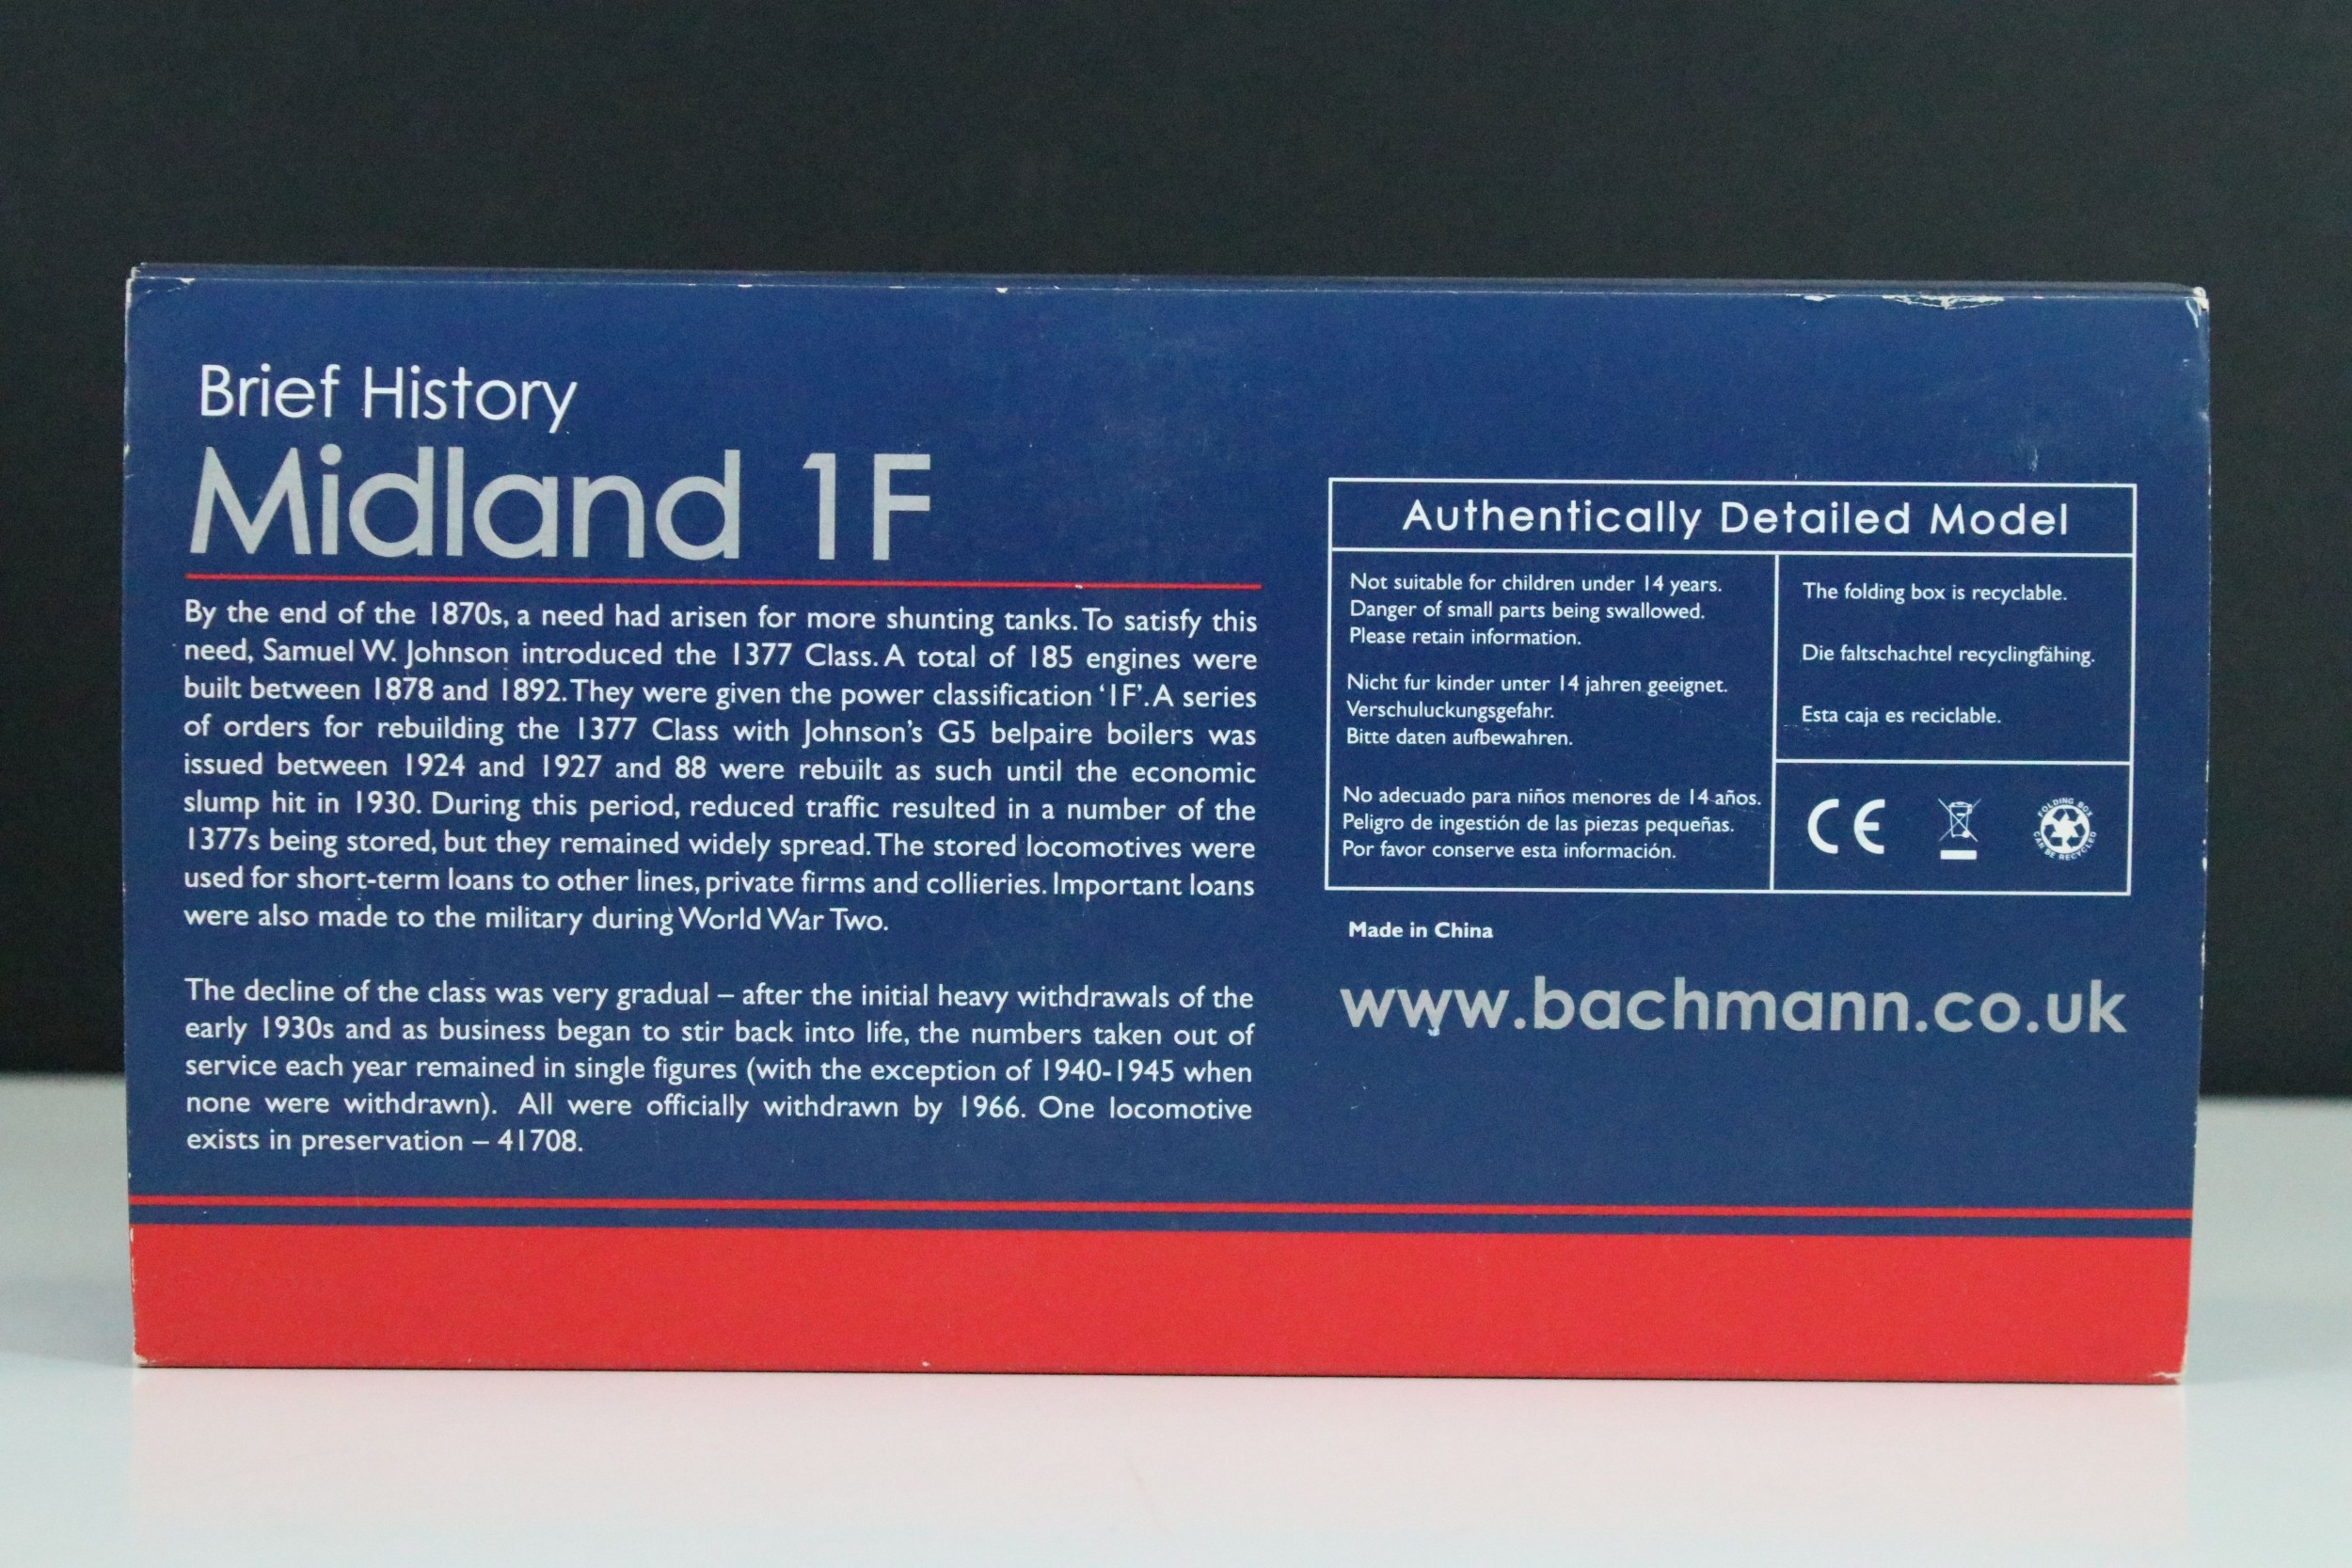 Brief History
Midland 1F
By the end of the 1870s, a need had arisen for more shunting tanks. To satisfy this
need, Samuel W. Johnson introduced the 1377 Class. A total of 185 engines were
built between 1878 and 1892. They were given the power classification ‘1F’. A series
of orders for rebuilding the 1377 Class with Johnson’s G5 belpaire boilers was
issued between 1924 and 1927 and 88 were rebuilt as such until the economic
slump hit in 1930. During this period, reduced traffic resulted in a number of the
1377s being stored, but they remained widely spread. The stored locomotives were
used for short-term loans to other lines, private firms and collieries. Important loans
were also made to the military during World War Two.
The decline of the class was very gradual – after the initial heavy withdrawals of the
early 1930s and as business began to stir back into life, the numbers taken out of
service each year remained in single figures (with the exception of 1940-1945 when
none were withdrawn). All were officially withdrawn by 1966. One locomotive
exists in preservation – 41708.
Authentically Detailed Model
Not suitable for children under 14 years.
Danger of small parts being swallowed.
Please retain information.
Nicht fur kinder unter 14 jahren geeignet.
Verschuluckungsgefahr.
Bitte daten aufbewahren.
No adecuado para niños menores de 14 años.
Peligro de ingestión de las piezas pequeñas.
Por favor conserve esta información.
The folding box is recyclable.
Die faltschachtel recyclingfähing.
Esta caja es reciclable.
CE
FOLDING BOX
CAN BE RECYCLED
Made in China
www.bachmann.co.uk